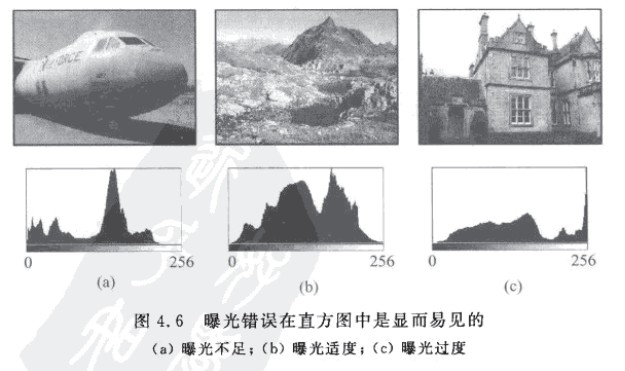 FORCE
0 256 0 256 0 256
(a) (b) (c)
图 4.6 曝光错误在直方图中是显而易见的
(a) 曝光不足；(b) 曝光适度；(c) 曝光过度